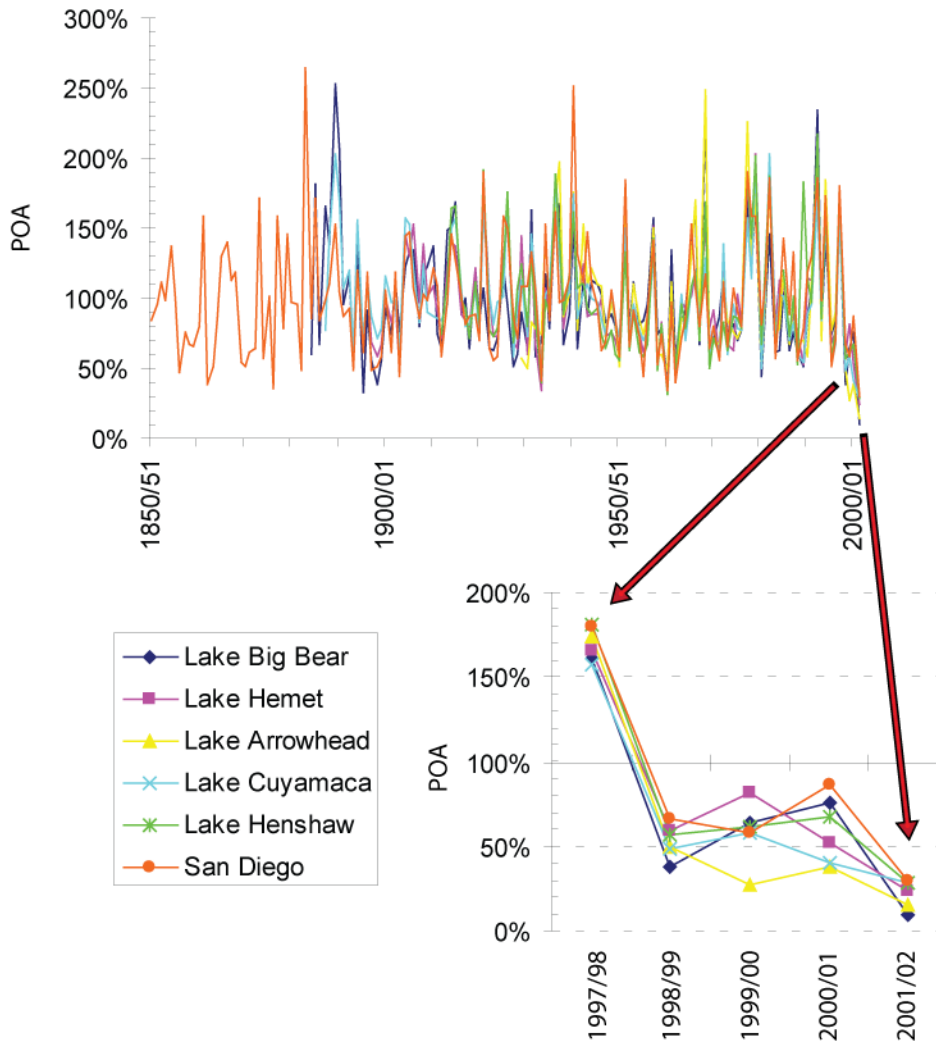 300%
250%
200%
150%
100%
50%
0%
POA
1850/51
1900/01
1950/51
2000/01
Lake Big Bear
Lake Hemet
Lake Arrowhead
Lake Cuyamaca
Lake Henshaw
San Diego
200%
150%
100%
50%
0%
POA
1997/98
1998/99
1999/00
2000/01
2001/02